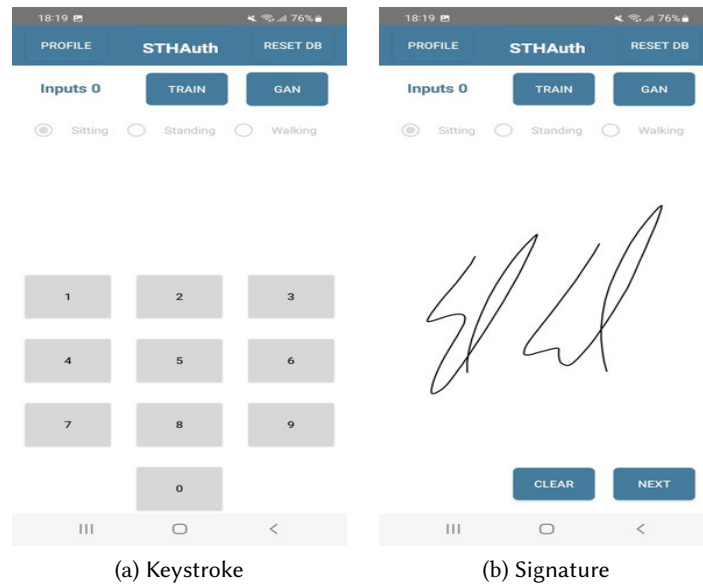 18:19 76%
PROFILE STHAuth RESET DB
Inputs 0 TRAIN GAN
Sitting Standing Walking
1 2 3
4 5 6
7 8 9
0
(a) Keystroke
18:19 76%
PROFILE STHAuth RESET DB
Inputs 0 TRAIN GAN
Sitting Standing Walking
CLEAR NEXT
(b) Signature